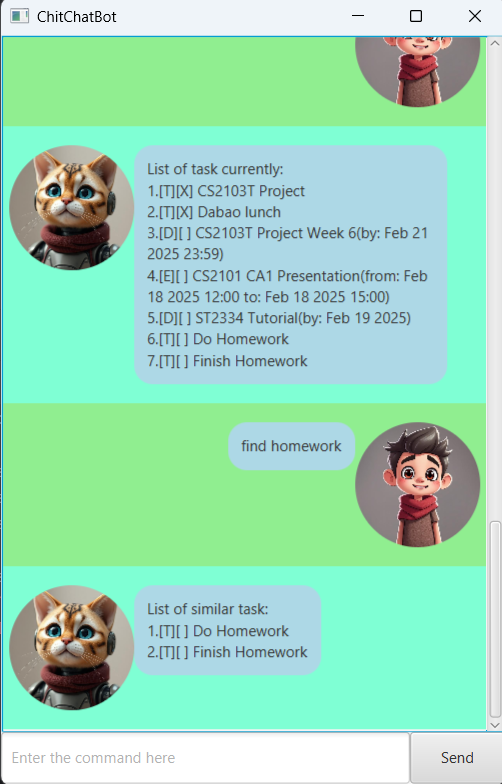 ChitChatBot
List of task currently:
1.[T][X] CS2103T Project
2.[T][X] Dabao lunch
3.[D][ ] CS2103T Project Week 6(by: Feb 21
2025 23:59)
4.[E][ ] CS2101 CA1 Presentation(from: Feb
18 2025 12:00 to: Feb 18 2025 15:00)
5.[D][ ] ST2334 Tutorial(by: Feb 19 2025)
6.[T][ ] Do Homework
7.[T][ ] Finish Homework
find homework
List of similar task:
1.[T][ ] Do Homework
2.[T][ ] Finish Homework
Enter the command here
Send